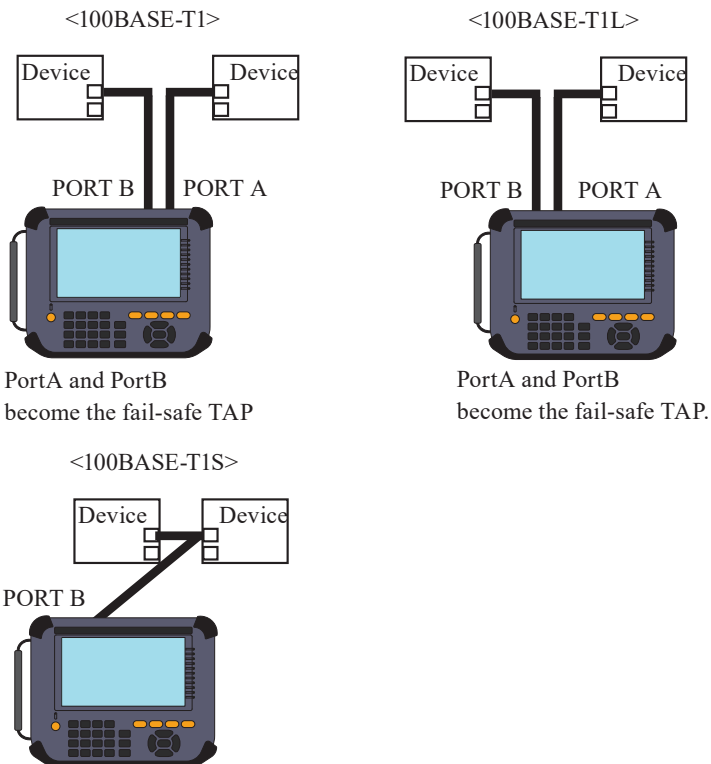 <100BASE-T1>
Device
Device
PORT B
PORT A
PortA and PortB
become the fail-safe TAP
<100BASE-T1L>
Device
Device
PORT B
PORT A
PortA and PortB
become the fail-safe TAP.
<100BASE-T1S>
Device
Device
PORT B